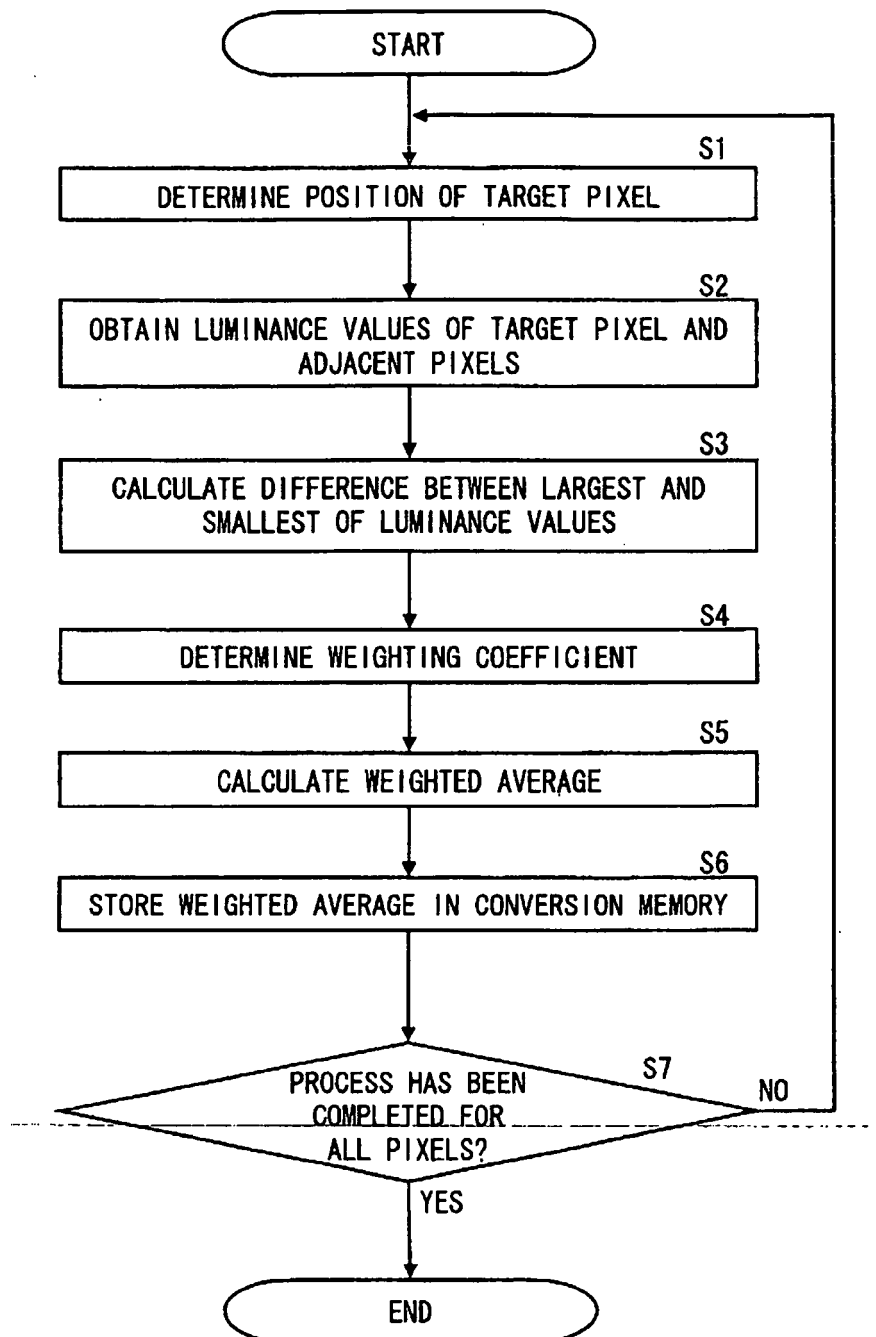 START
S1
DETERMINE POSITION OF TARGET PIXEL
S2
OBTAIN LUMINANCE VALUES OF TARGET PIXEL AND
ADJACENT PIXELS
S3
CALCULATE DIFFERENCE BETWEEN LARGEST AND
SMALLEST OF LUMINANCE VALUES
S4
DETERMINE WEIGHTING COEFFICIENT
S5
CALCULATE WEIGHTED AVERAGE
S6
STORE WEIGHTED AVERAGE IN CONVERSION MEMORY
S7
PROCESS HAS BEEN
COMPLETED FOR
ALL PIXELS?
NO
YES
END